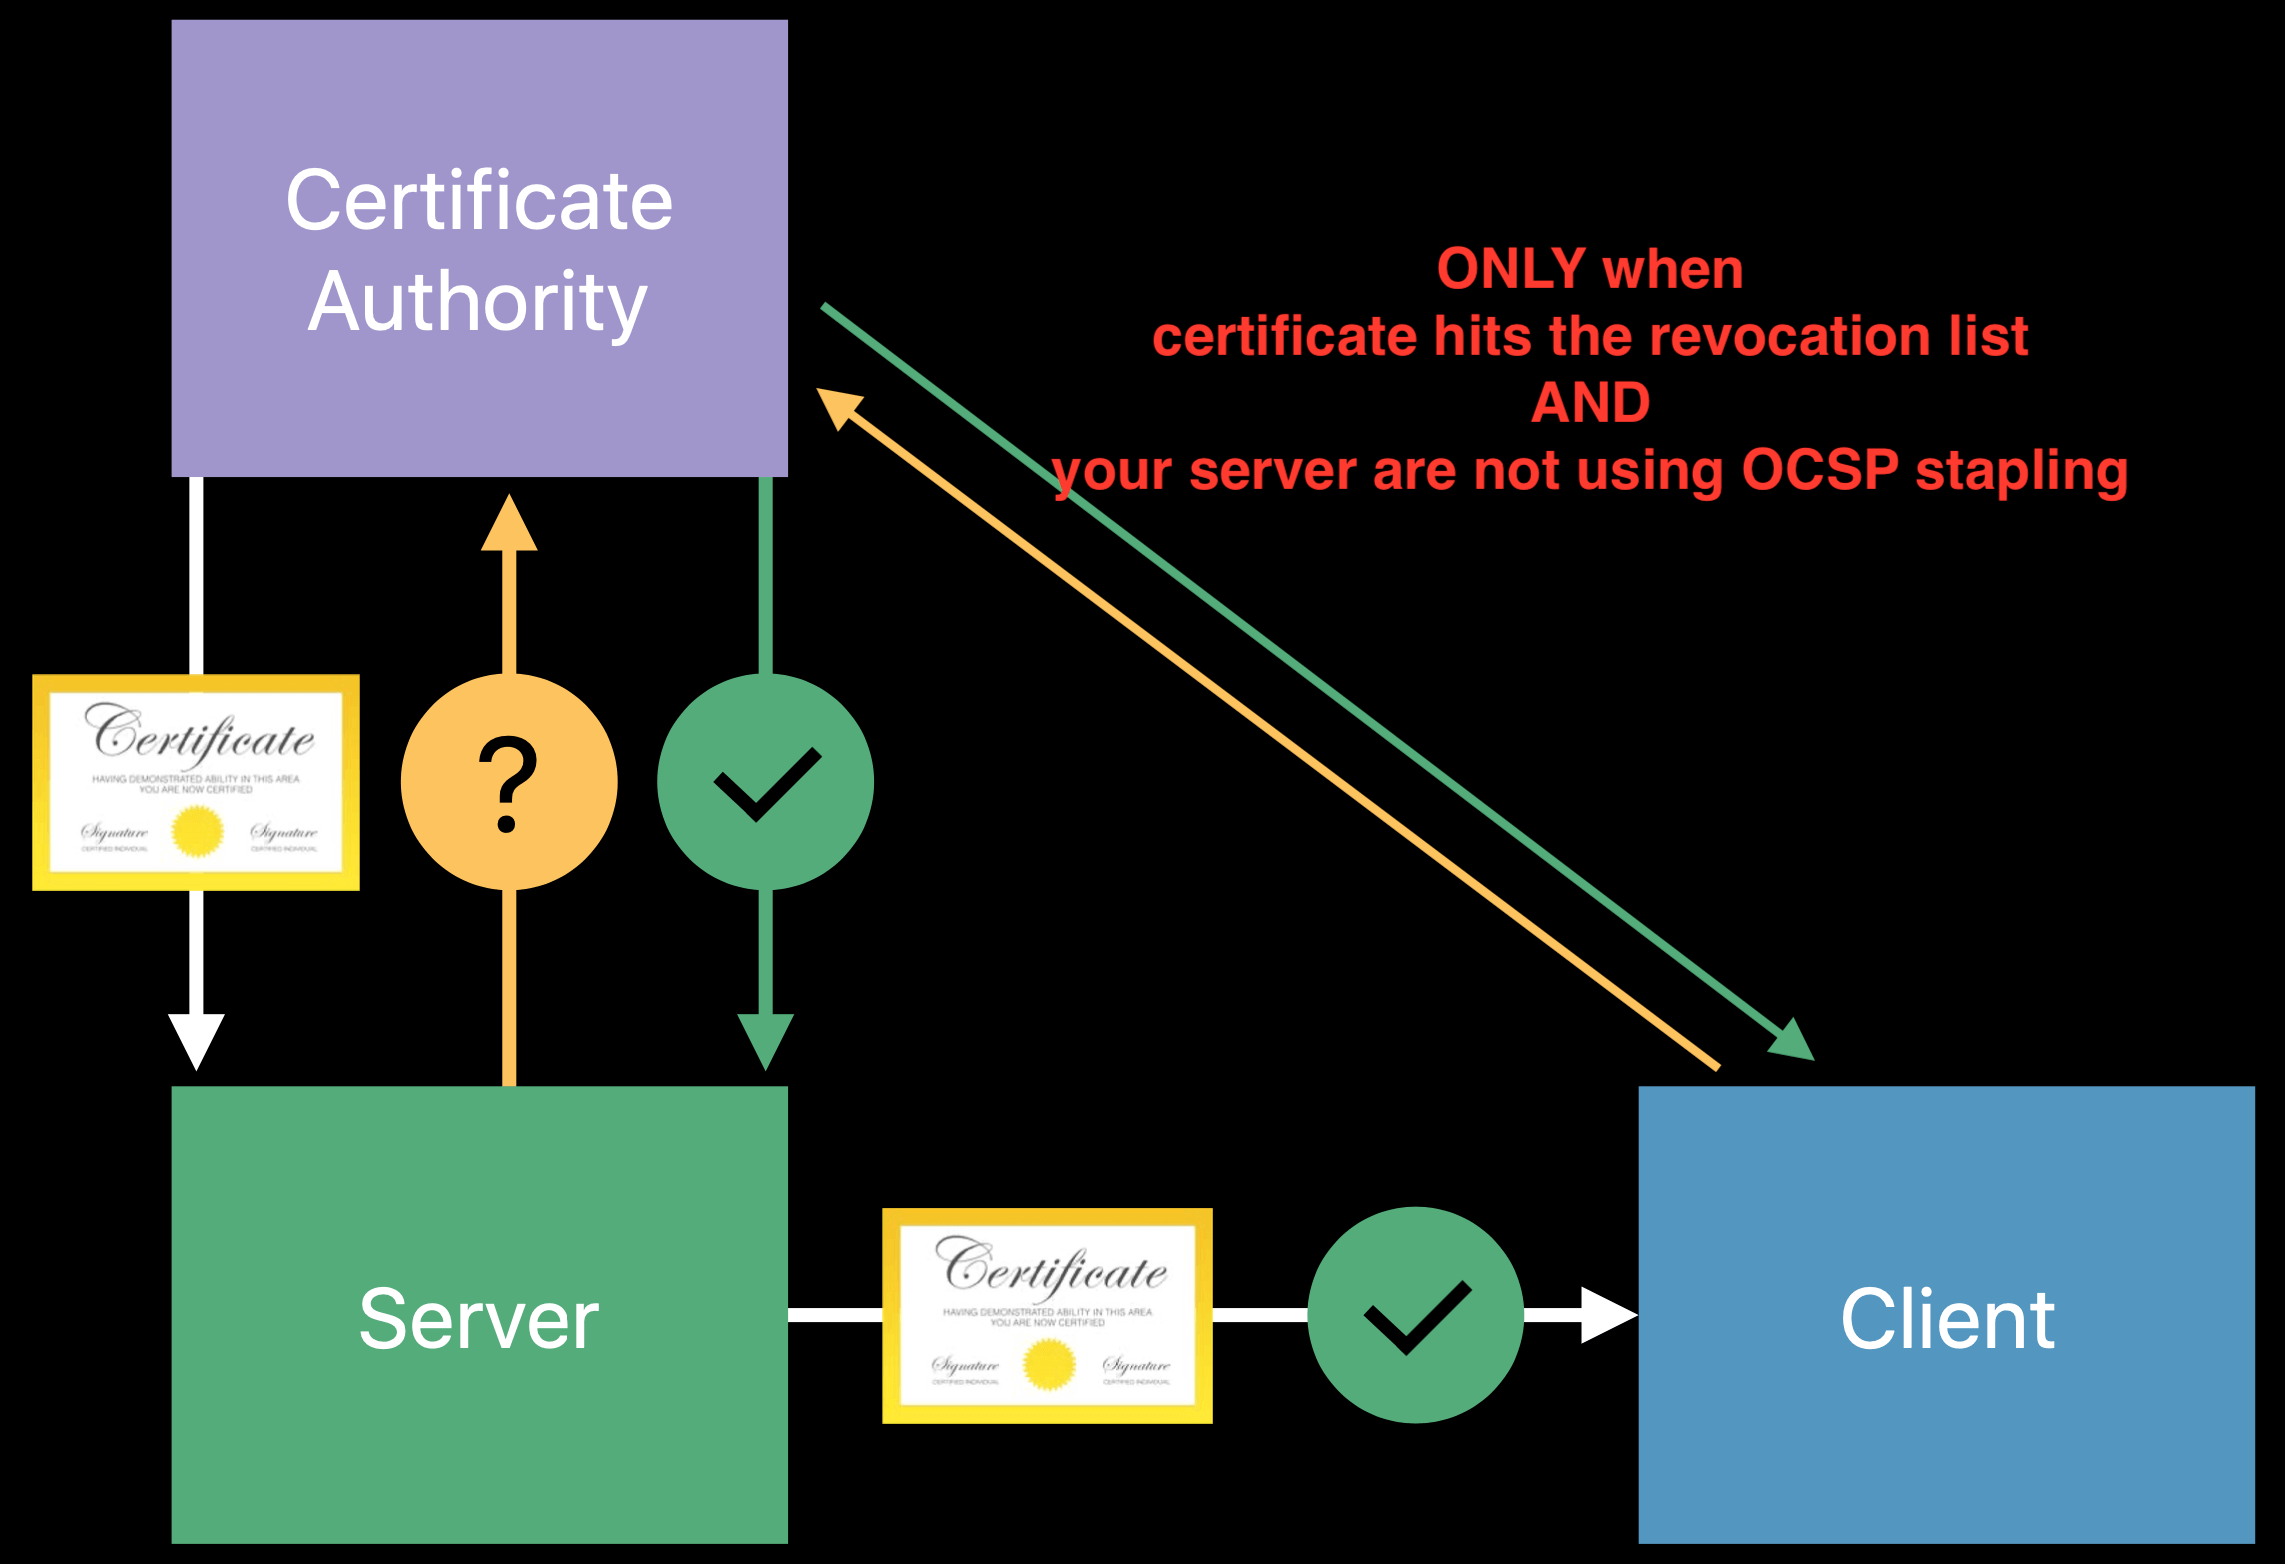 Certificate
Authority
ONLY when
certificate hits the revocation list
AND
your server are not using OCSP stapling
Certificate
HAVING DEMONSTRATED ABILITY IN THIS AREA
YOU ARE NOW CERTIFIED
Signature Signature
CERTIFIED INDIVIDUAL CERTIFIED INDIVIDUAL
?
Server
Certificate
HAVING DEMONSTRATED ABILITY IN THIS AREA
YOU ARE NOW CERTIFIED
Signature Signature
CERTIFIED INDIVIDUAL CERTIFIED INDIVIDUAL
Client